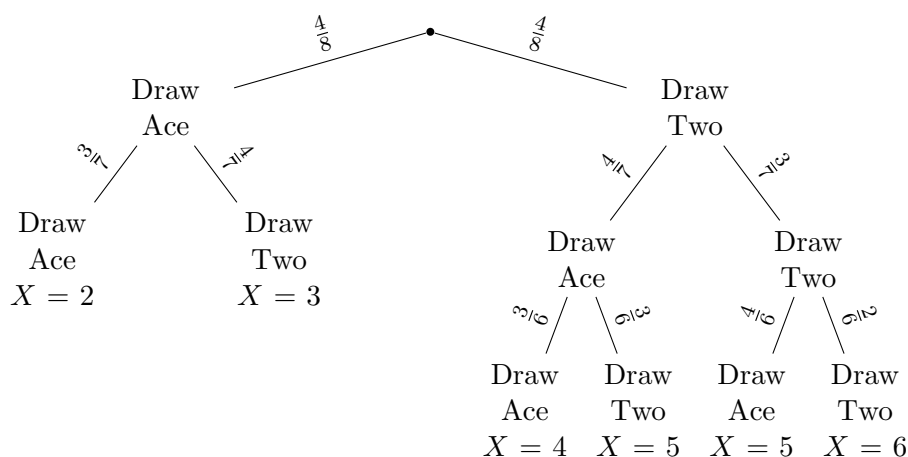 4/8 4/8
Draw Draw
Ace Two
3/7 4/7 4/7 3/7
Draw Draw Draw Draw
Ace Two Ace Two
X = 2 X = 3
3/6 3/6 4/6 2/6
Draw Draw Draw Draw
Ace Two Ace Two
X = 4 X = 5 X = 5 X = 6